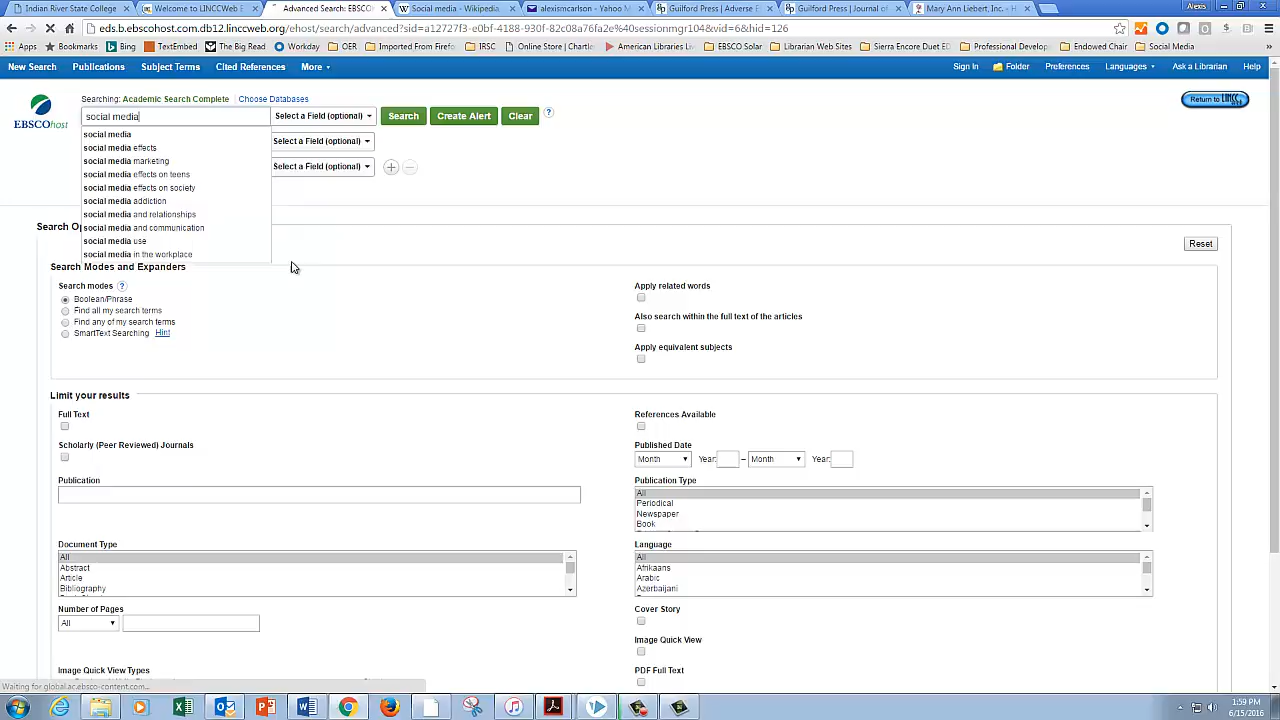 Indian River State College
Welcome to LINCCWeb E
Advanced Search: EBSCO
Social media - Wikipedia
alexismcarlson - Yahoo M
Guilford Press | Adverse E
Guilford Press | Journal of
Mary Ann Liebert, Inc. - H
Alexis
eds.b.ebscohost.com.db12.linccweb.org/ehost/search/advanced?sid=a12727f3-e0bf-4188-930f-82c08a76fa2e%40sessionmgr104&vid=6&hid=126
Apps Bookmarks Bing TextEmbed The Big Read Workday OER Imported From Firefox IRSC Online Store | Chartle American Libraries Liv EBSCO Solar Librarian Web Sites Sierra Encore Duet ED Professional Develop Endowed Chair Social Media »
New Search Publications Subject Terms Cited References More Sign In Folder Preferences Languages Ask a Librarian Help
EBSCOhost
Searching: Academic Search Complete Choose Databases
Return to LINCC
social media Select a Field (optional) Search Create Alert Clear ?
social media
Select a Field (optional)
social media effects
social media marketing
Select a Field (optional)
social media effects on teens
social media effects on society
social media addiction
social media and relationships
social media and communication
social media use
social media in the workplace
Search Op
Reset
Search Modes and Expanders
Search modes ?
Boolean/Phrase
Find all my search terms
Find any of my search terms
SmartText Searching Hint
Apply related words
Also search within the full text of the articles
Apply equivalent subjects
Limit your results
Full Text
References Available
Scholarly (Peer Reviewed) Journals
Published Date
Month Year: – Month Year:
Publication
Publication Type
All
Periodical
Newspaper
Book
Document Type
All
Abstract
Article
Bibliography
Language
All
Afrikaans
Arabic
Azerbaijani
Number of Pages
All
Cover Story
Image Quick View
Image Quick View Types
PDF Full Text
Waiting for global.ac.ebsco-content.com...
1:59 PM
6/15/2016